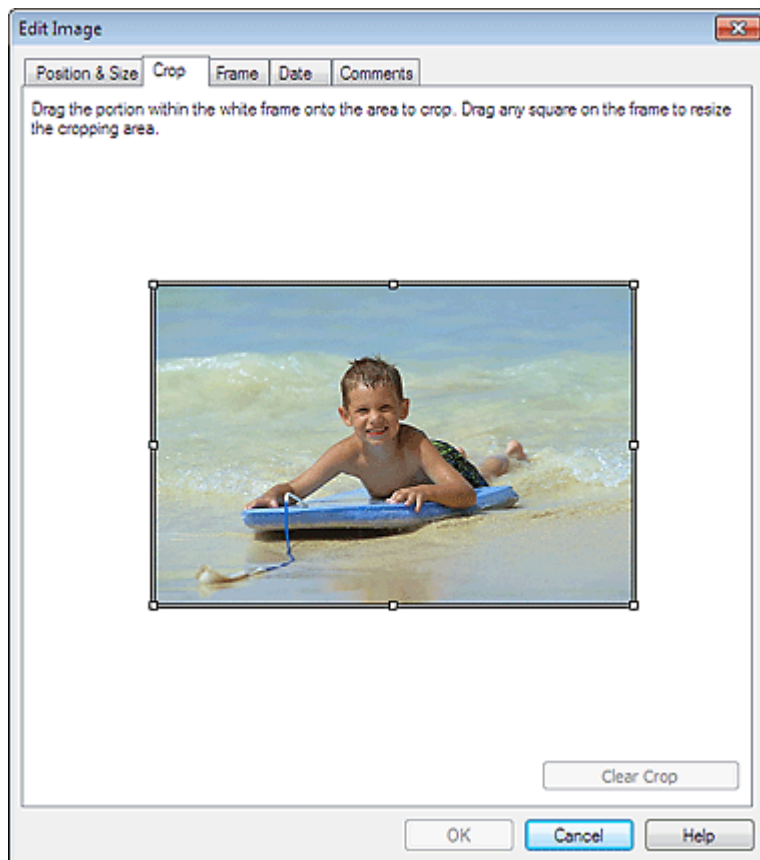 Edit Image
Position & Size Crop Frame Date Comments
Drag the portion within the white frame onto the area to crop. Drag any square on the frame to resize
the cropping area.
Clear Crop
OK Cancel Help